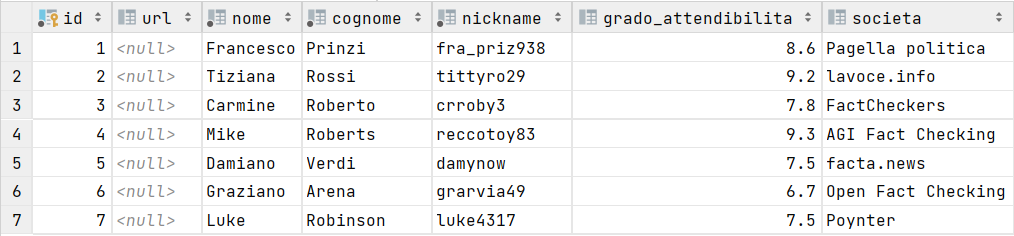 id url nome cognome nickname grado_attendibilita societa
1 1 <null> Francesco Prinzi fra_priz938 8.6 Pagella politica
2 2 <null> Tiziana Rossi tittyro29 9.2 lavoce.info
3 3 <null> Carmine Roberto crroby3 7.8 FactCheckers
4 4 <null> Mike Roberts reccotoy83 9.3 AGI Fact Checking
5 5 <null> Damiano Verdi damynow 7.5 facta.news
6 6 <null> Graziano Arena grarvia49 6.7 Open Fact Checking
7 7 <null> Luke Robinson luke4317 7.5 Poynter